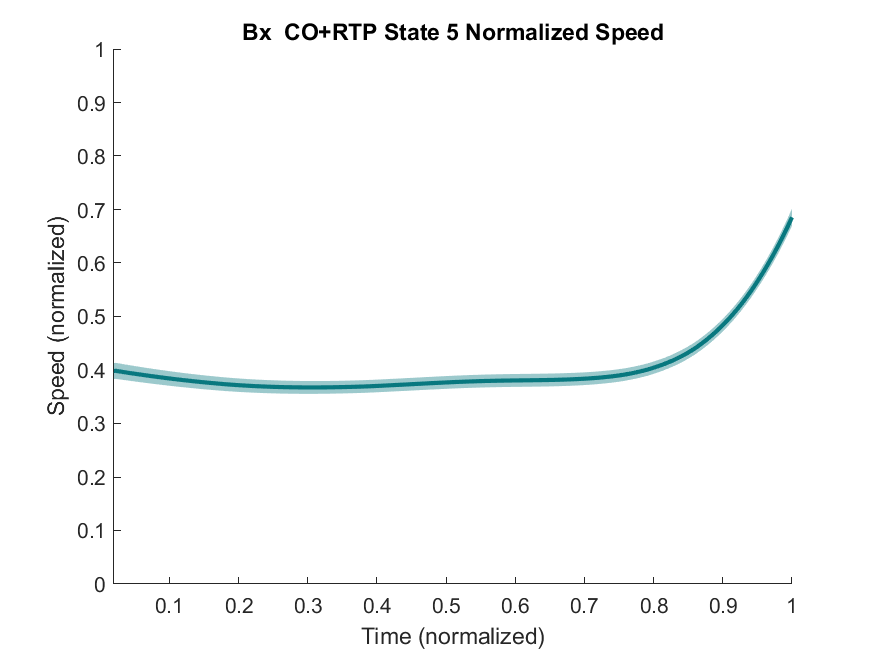 Bx  CO+RTP State 5 Normalized Speed
1
0.9
0.8
0.7
0.6
0.5
0.4
0.3
0.2
0.1
0
Speed (normalized)
0.1 0.2 0.3 0.4 0.5 0.6 0.7 0.8 0.9 1
Time (normalized)